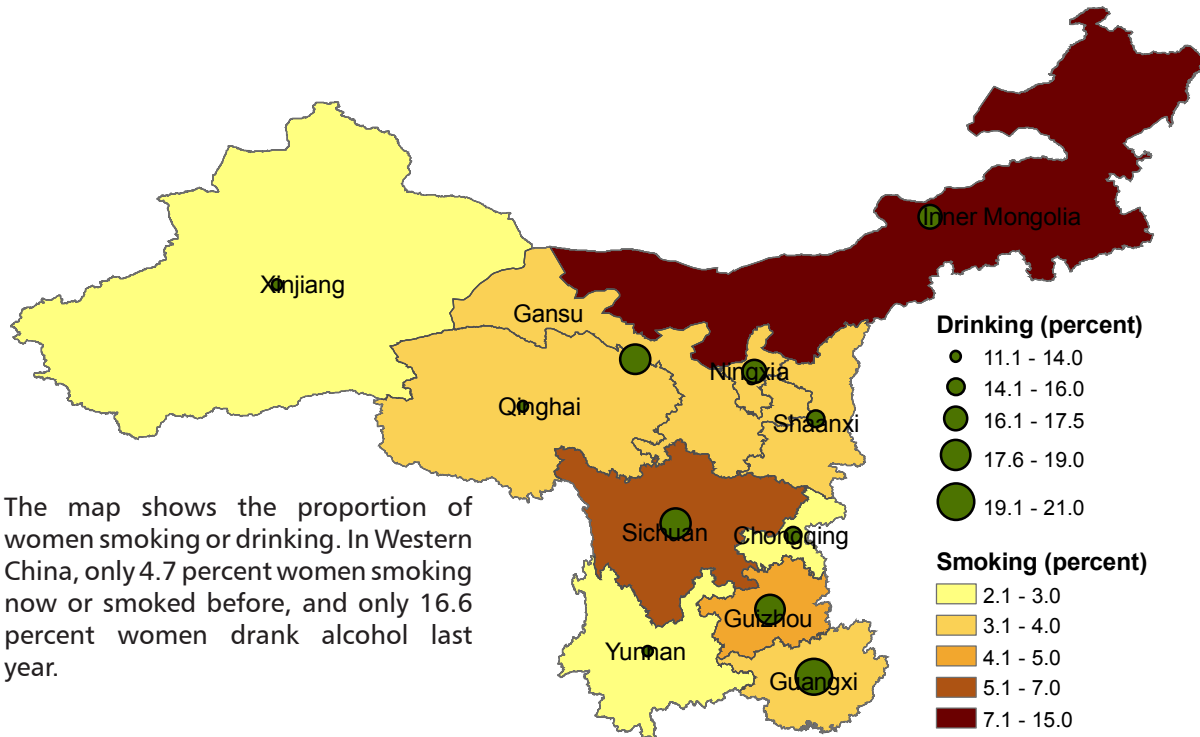 Inner Mongolia
Xinjiang
Gansu
Ningxia
Qinghai
Shaanxi
Sichuan
Chongqing
Guizhou
Yunnan
Guangxi
Drinking (percent)
11.1 - 14.0
14.1 - 16.0
16.1 - 17.5
17.6 - 19.0
19.1 - 21.0
Smoking (percent)
2.1 - 3.0
3.1 - 4.0
4.1 - 5.0
5.1 - 7.0
7.1 - 15.0
The map shows the proportion of
women smoking or drinking. In Western
China, only 4.7 percent women smoking
now or smoked before, and only 16.6
percent women drank alcohol last
year.